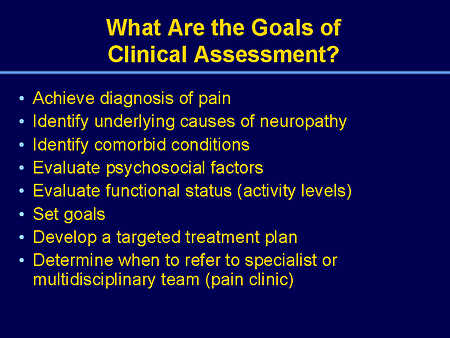 What Are the Goals of
Clinical Assessment?
• Achieve diagnosis of pain
• Identify underlying causes of neuropathy
• Identify comorbid conditions
• Evaluate psychosocial factors
• Evaluate functional status (activity levels)
• Set goals
• Develop a targeted treatment plan
• Determine when to refer to specialist or
multidisciplinary team (pain clinic)